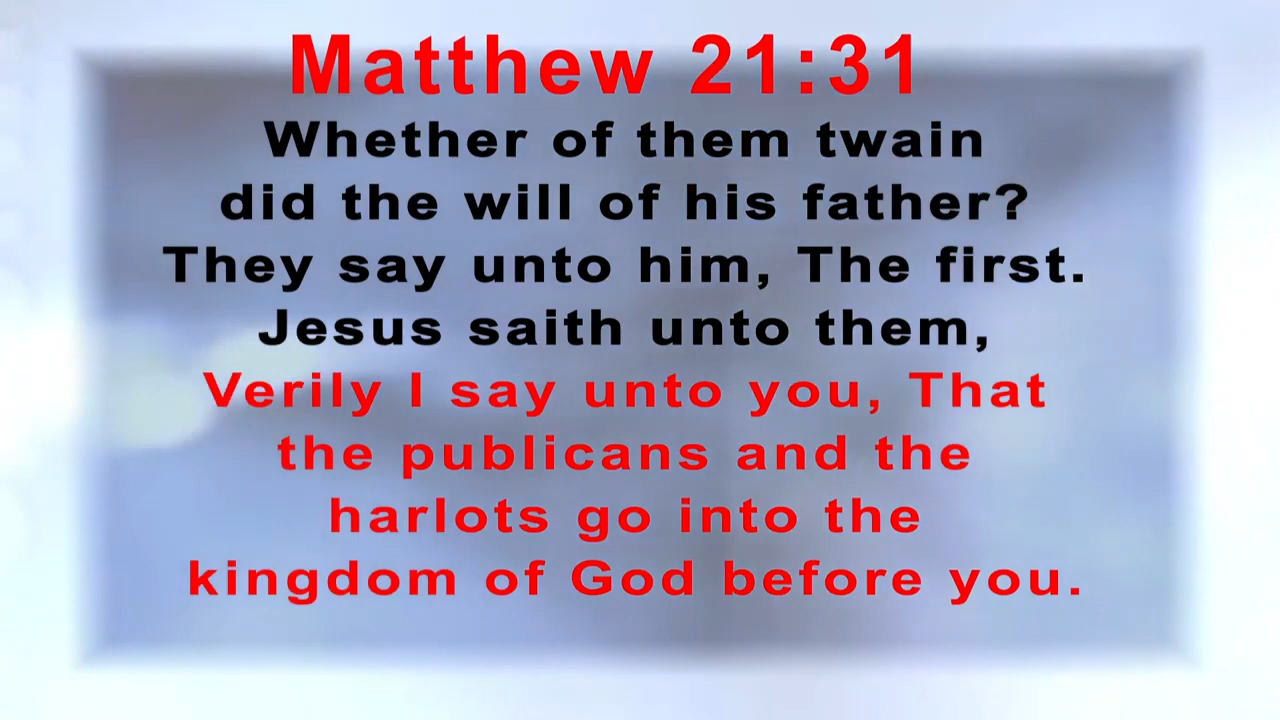 Matthew 21:31
Whether of them twain
did the will of his father?
They say unto him, The first.
Jesus saith unto them,
Verily I say unto you, That
the publicans and the
harlots go into the
kingdom of God before you.